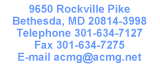 9650 Rockville Pike
Bethesda, MD 20814-3998
Telephone 301-634-7127
Fax 301-634-7275
E-mail acmg@acmg.net